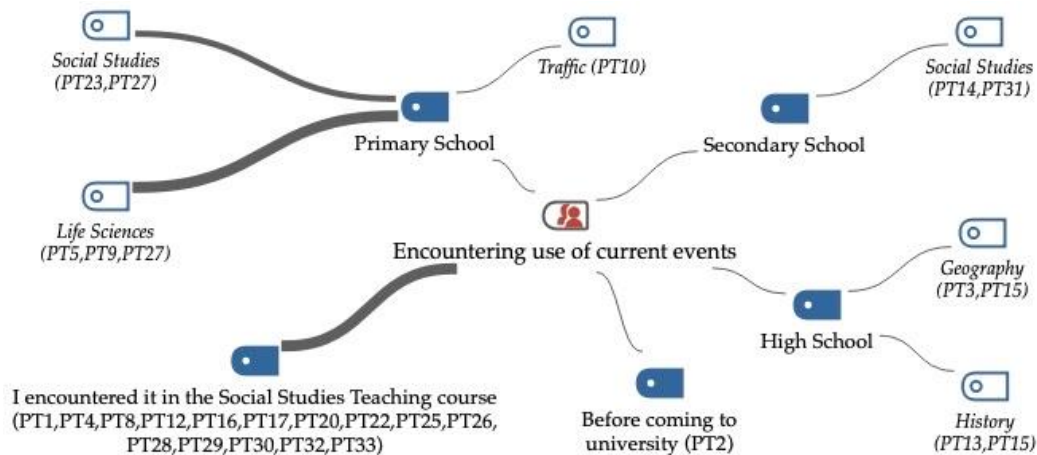 Social Studies
(PT23,PT27)
Traffic (PT10)
Social Studies
(PT14,PT31)
Primary School
Secondary School
Life Sciences
(PT5,PT9,PT27)
Encountering use of current events
Geography
(PT3,PT15)
High School
I encountered it in the Social Studies Teaching course
(PT1,PT4,PT8,PT12,PT16,PT17,PT20,PT22,PT25,PT26,
PT28,PT29,PT30,PT32,PT33)
Before coming to
university (PT2)
History
(PT13,PT15)